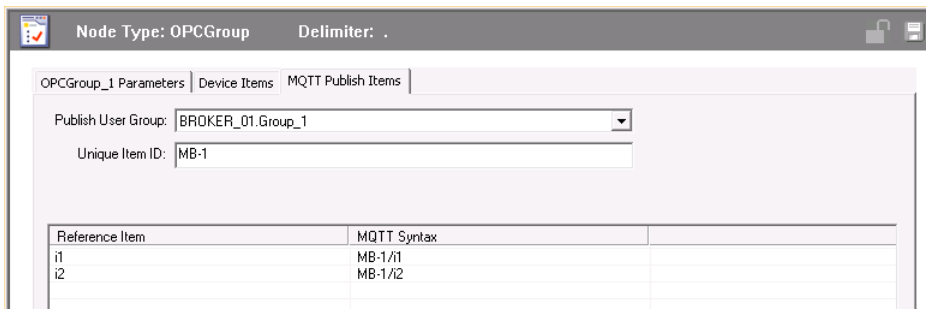 Node Type: OPCGroup Delimiter: .
OPCGroup_1 Parameters Device Items MQTT Publish Items
Publish User Group: BROKER_01.Group_1
Unique Item ID: MB-1
Reference Item MQTT Syntax
i1 MB-1/i1
i2 MB-1/i2